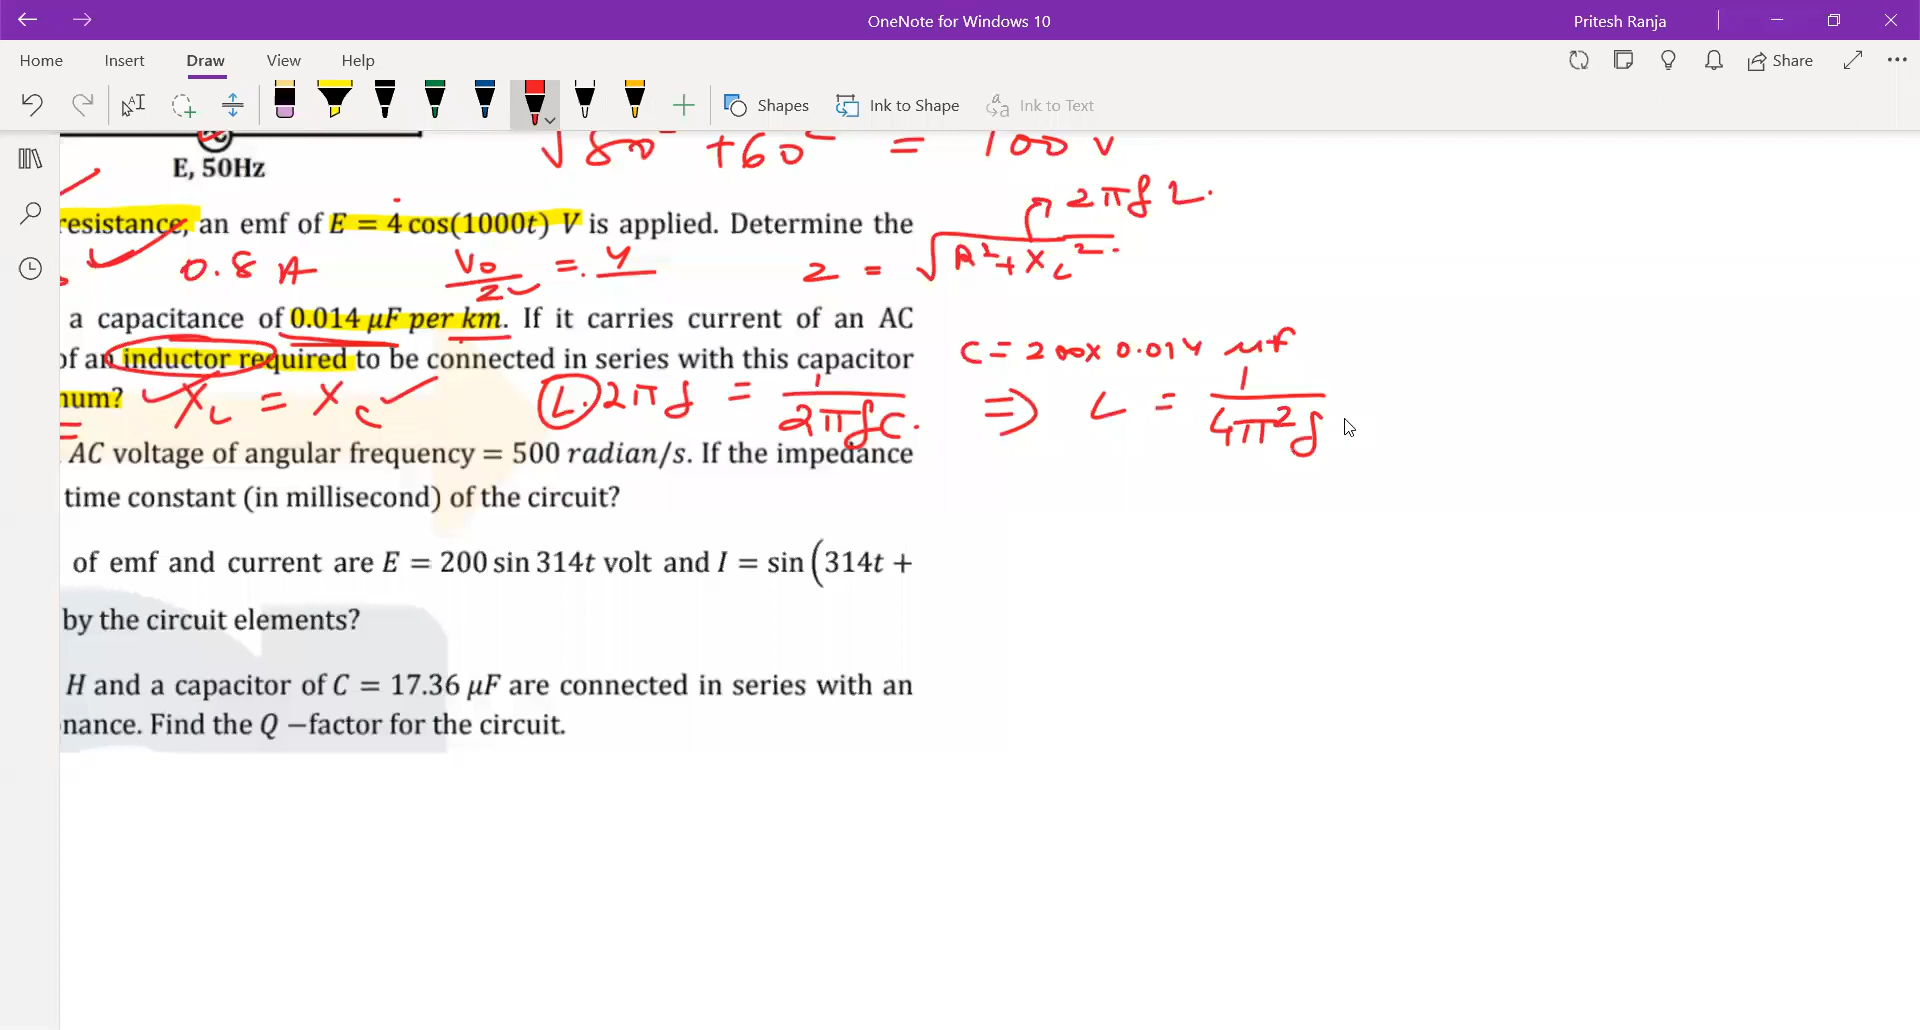 OneNote for Windows 10
Pritesh Ranja
Home Insert Draw View Help
Share
Shapes Ink to Shape Ink to Text
E, 50Hz
√80² +60² = 100 V
2πfL.
resistance, an emf of E = 4 cos(1000t) V is applied. Determine the
0.8 A V₀/Z = 4 Z = √R²+X_L²
a capacitance of 0.014 μF per km. If it carries current of an AC
of an inductor required to be connected in series with this capacitor
C = 200x 0.014 μf
num? X_L = X_C L.2πf = 1/2πfC. ⇒ L = 1/4π²f
AC voltage of angular frequency = 500 radian/s. If the impedance
time constant (in millisecond) of the circuit?
of emf and current are E = 200 sin 314t volt and I = sin (314t +
by the circuit elements?
H and a capacitor of C = 17.36 μF are connected in series with an
nance. Find the Q −factor for the circuit.